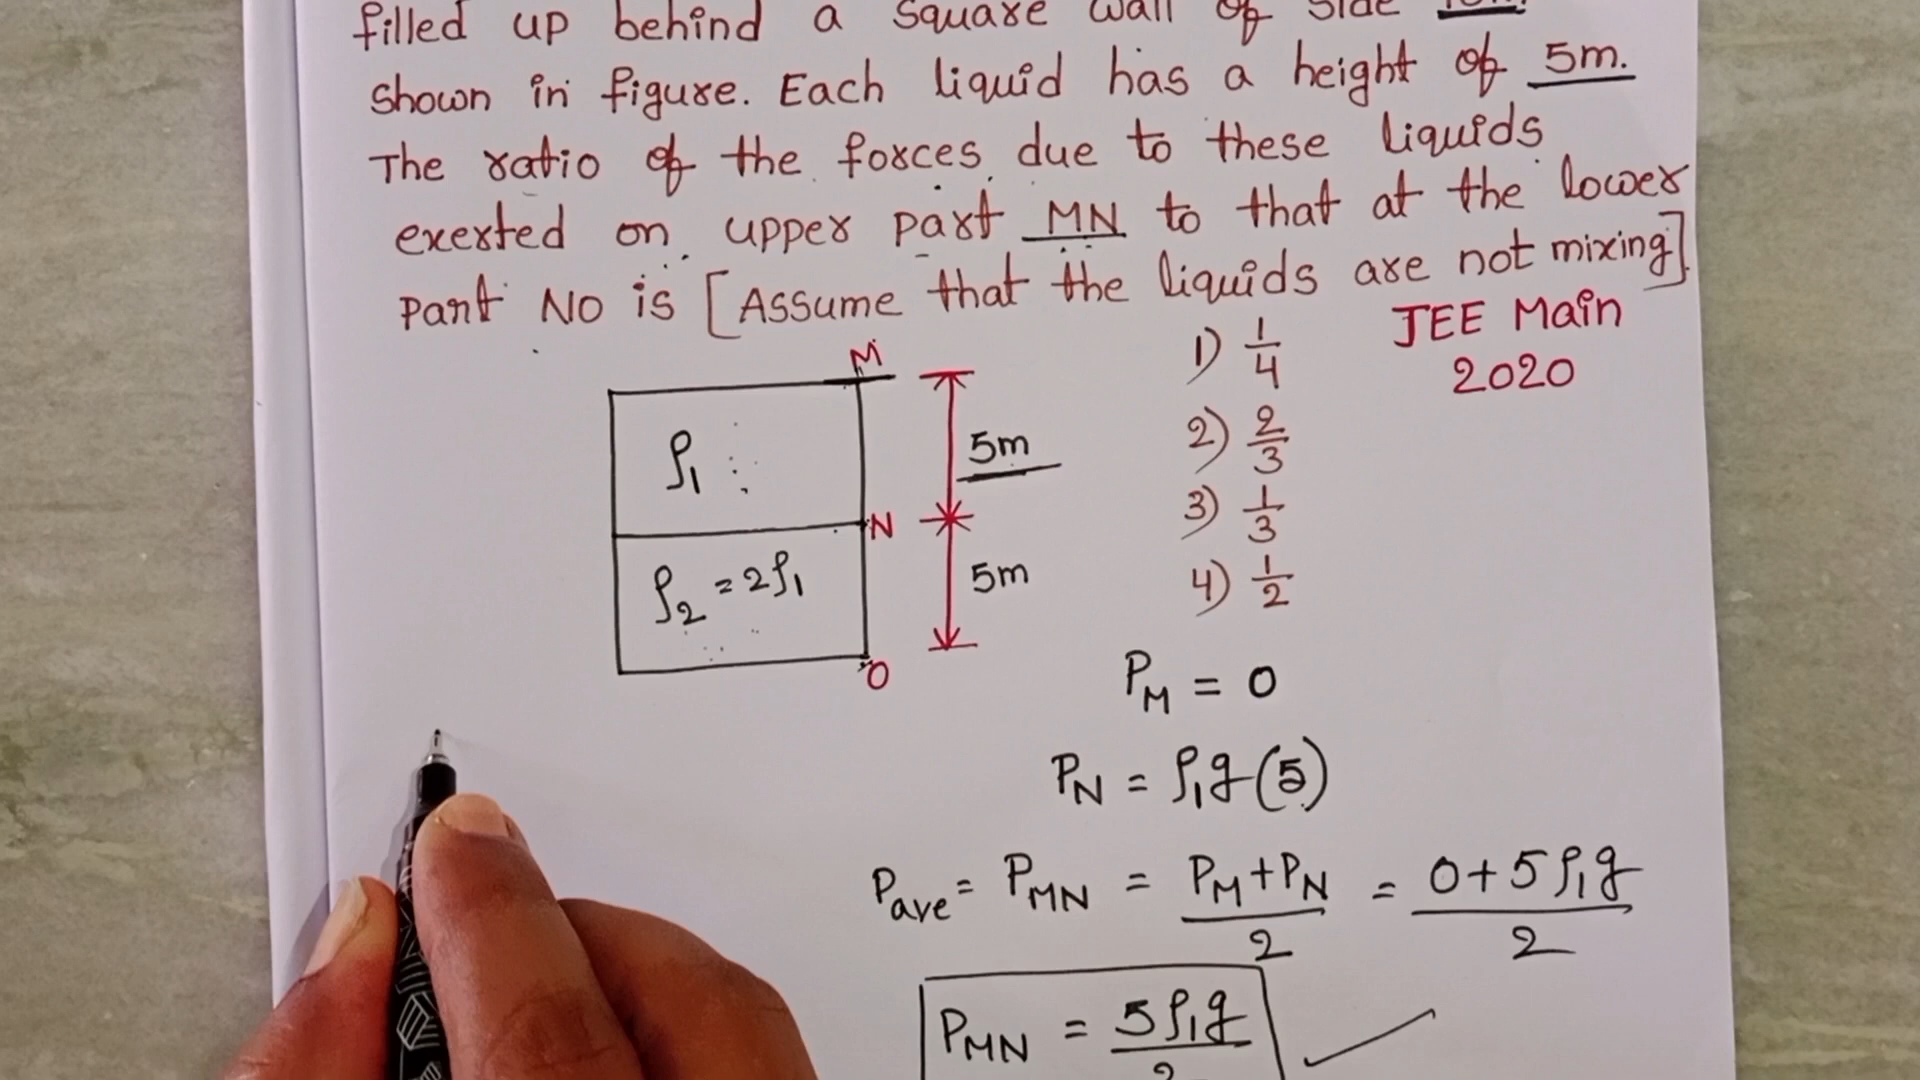 filled up behind a square wall of side
shown in figure. Each liquid has a height of 5m.
The ratio of the forces due to these liquids
exerted on upper part MN to that at the lower
part NO is [Assume that the liquids are not mixing]
JEE Main
2020
1) 1/4
2) 2/3
3) 1/3
4) 1/2
M
ρ₁
5m
N
ρ₂ = 2ρ₁
5m
O
P_M = 0
P_N = ρ₁g(5)
P_ave = P_MN = (P_M + P_N)/2 = (0 + 5ρ₁g)/2
P_MN = 5ρ₁g/2